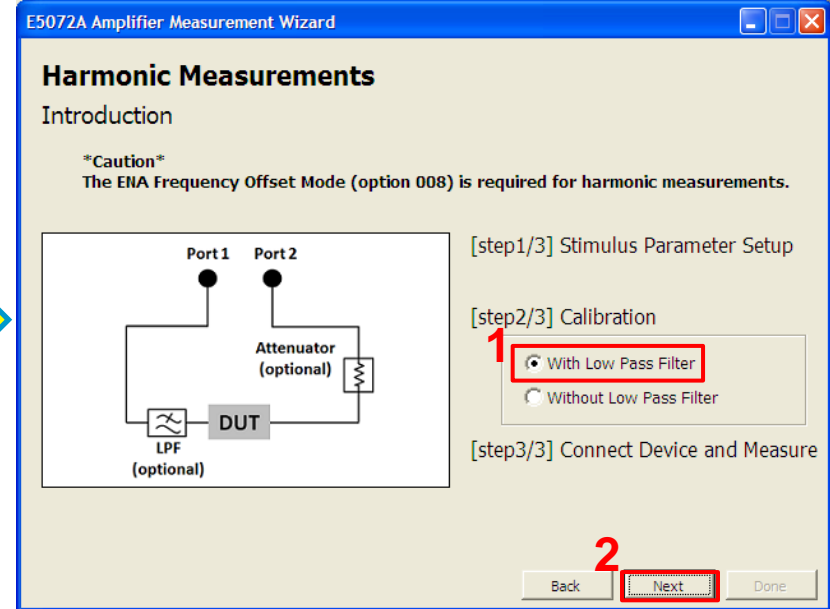 E5072A Amplifier Measurement Wizard
Harmonic Measurements
Introduction
*Caution*
The ENA Frequency Offset Mode (option 008) is required for harmonic measurements.
Port 1 Port 2
Attenuator
(optional)
DUT
LPF
(optional)
[step1/3] Stimulus Parameter Setup
[step2/3] Calibration
1
With Low Pass Filter
Without Low Pass Filter
[step3/3] Connect Device and Measure
2
Back Next Done